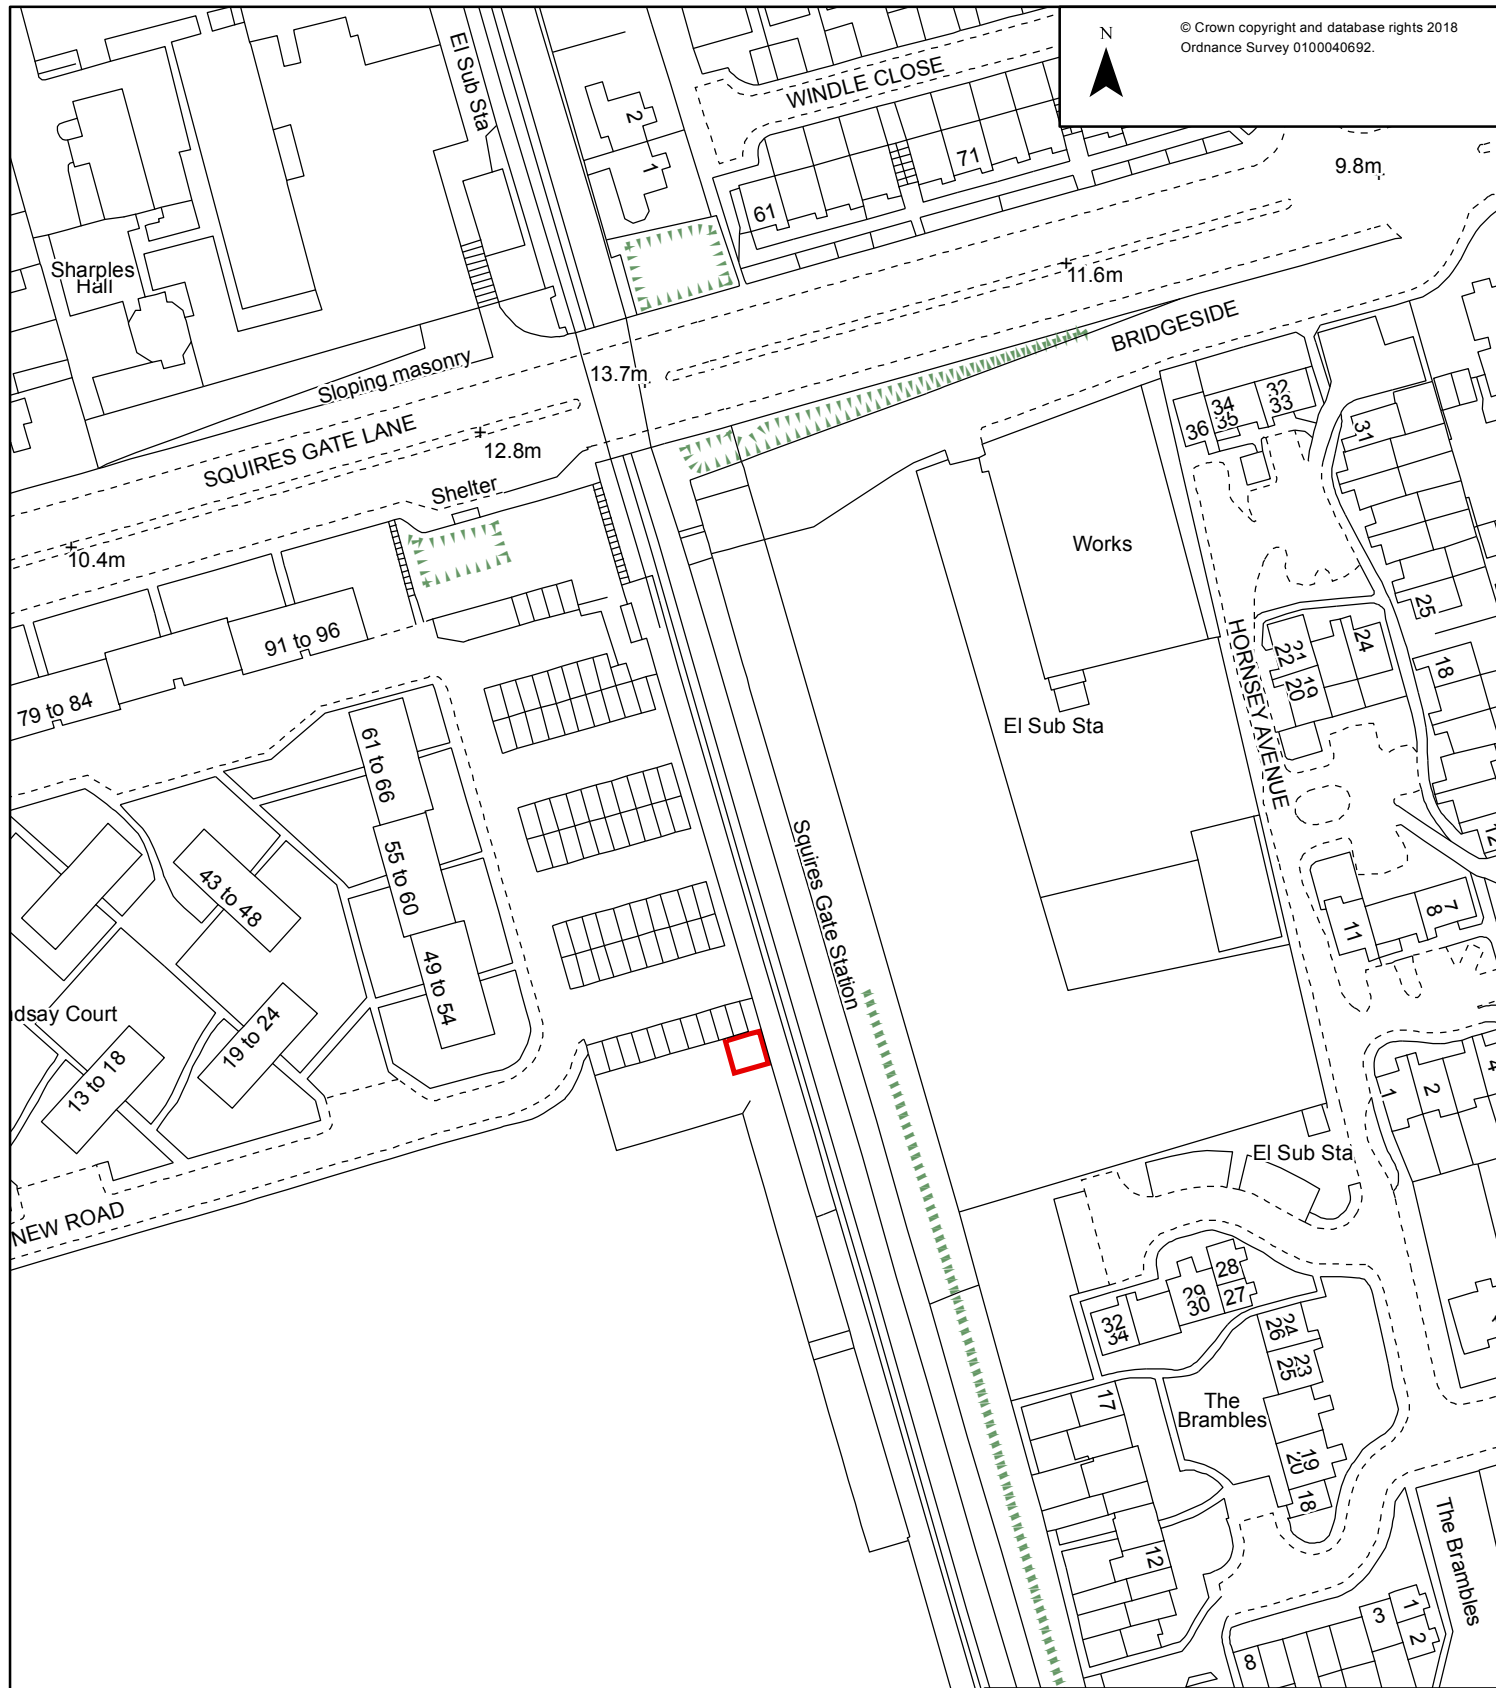 N
© Crown copyright and database rights 2018
Ordnance Survey 0100040692.
El Sub Sta
WINDLE CLOSE
2
1
71
61
9.8m
11.6m
Sharples
Hall
Sloping masonry
13.7m
BRIDGESIDE
SQUIRES GATE LANE
12.8m
Shelter
10.4m
32
33
34
35
36
31
Works
25
91 to 96
79 to 84
HORNSEY AVENUE
21
22
24
19
20
18
El Sub Sta
61 to 66
55 to 60
43 to 48
49 to 54
Squires Gate Station
12
7
8
11
dsay Court
19 to 24
13 to 18
1
2
4
El Sub Sta
NEW ROAD
28
27
29
30
32
34
24
26
23
25
17
The
Brambles
19
20
18
12
The Brambles
3
1
2
8